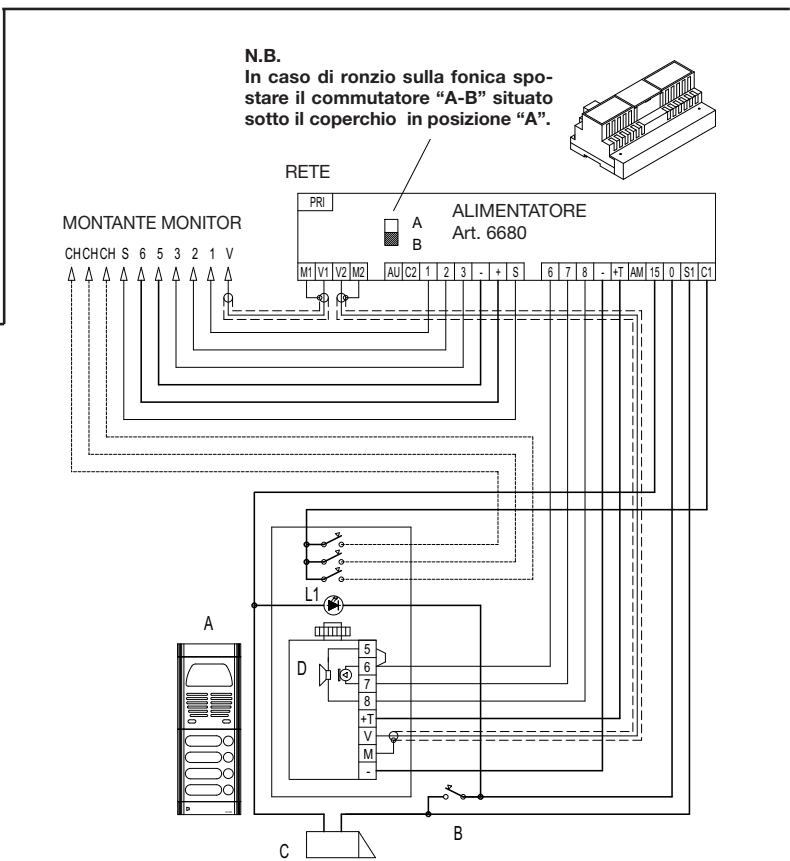 N.B.
In caso di ronzio sulla fonica spo-
stare il commutatore “A-B” situato
sotto il coperchio in posizione “A”.
RETE
PRI
A
B
ALIMENTATORE
Art. 6680
MONTANTE MONITOR
CH CH CH S 6 5 3 2 1 V
M1 V1 V2 M2 AU C2 1 2 3 - + S 6 7 8 - +T AM 15 0 S1 C1
L1
A
D
5
6
7
8
+T
V
M
-
B
C